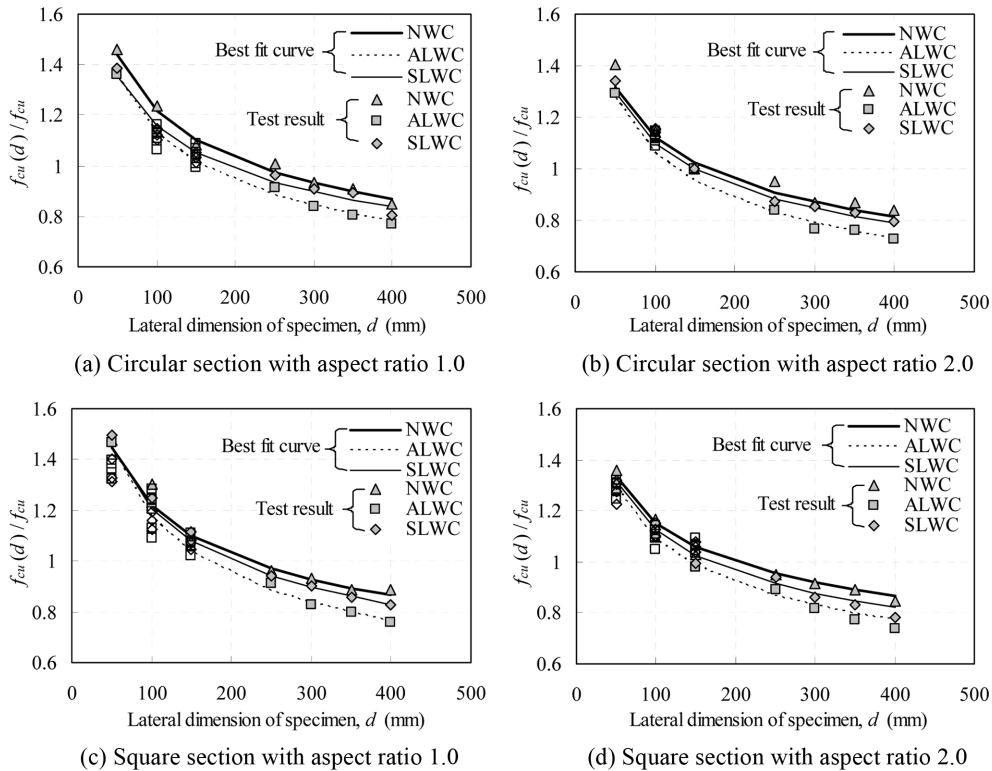 1.6
1.4
1.2
1
0.8
0.6
f_cu (d) / f_cu
0 100 200 300 400 500
Lateral dimension of specimen, d (mm)
Best fit curve
NWC
ALWC
SLWC
Test result
NWC
ALWC
SLWC
(a) Circular section with aspect ratio 1.0
1.6
1.4
1.2
1
0.8
0.6
f_cu (d) / f_cu
0 100 200 300 400 500
Lateral dimension of specimen, d (mm)
Best fit curve
NWC
ALWC
SLWC
Test result
NWC
ALWC
SLWC
(b) Circular section with aspect ratio 2.0
1.6
1.4
1.2
1
0.8
0.6
f_cu (d) / f_cu
0 100 200 300 400 500
Lateral dimension of specimen, d (mm)
Best fit curve
NWC
ALWC
SLWC
Test result
NWC
ALWC
SLWC
(c) Square section with aspect ratio 1.0
1.6
1.4
1.2
1
0.8
0.6
f_cu (d) / f_cu
0 100 200 300 400 500
Lateral dimension of specimen, d (mm)
Best fit curve
NWC
ALWC
SLWC
Test result
NWC
ALWC
SLWC
(d) Square section with aspect ratio 2.0